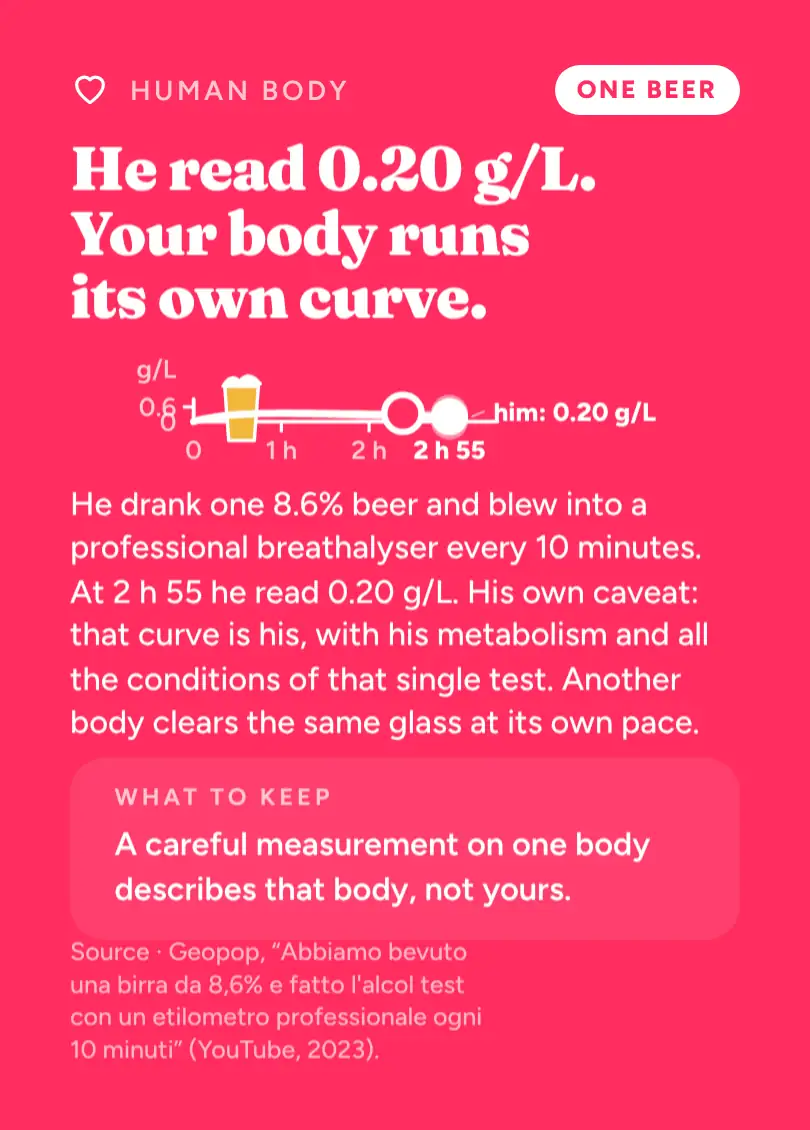 HUMAN BODY
ONE BEER
He read 0.20 g/L.
Your body runs
its own curve.
g/L
0.6
0
him: 0.20 g/L
0
1 h
2 h
2 h 55
He drank one 8.6% beer and blew into a
professional breathalyser every 10 minutes.
At 2 h 55 he read 0.20 g/L. His own caveat:
that curve is his, with his metabolism and all
the conditions of that single test. Another
body clears the same glass at its own pace.
WHAT TO KEEP
A careful measurement on one body
describes that body, not yours.
Source · Geopop, “Abbiamo bevuto
una birra da 8,6% e fatto l'alcol test
con un etilometro professionale ogni
10 minuti” (YouTube, 2023).